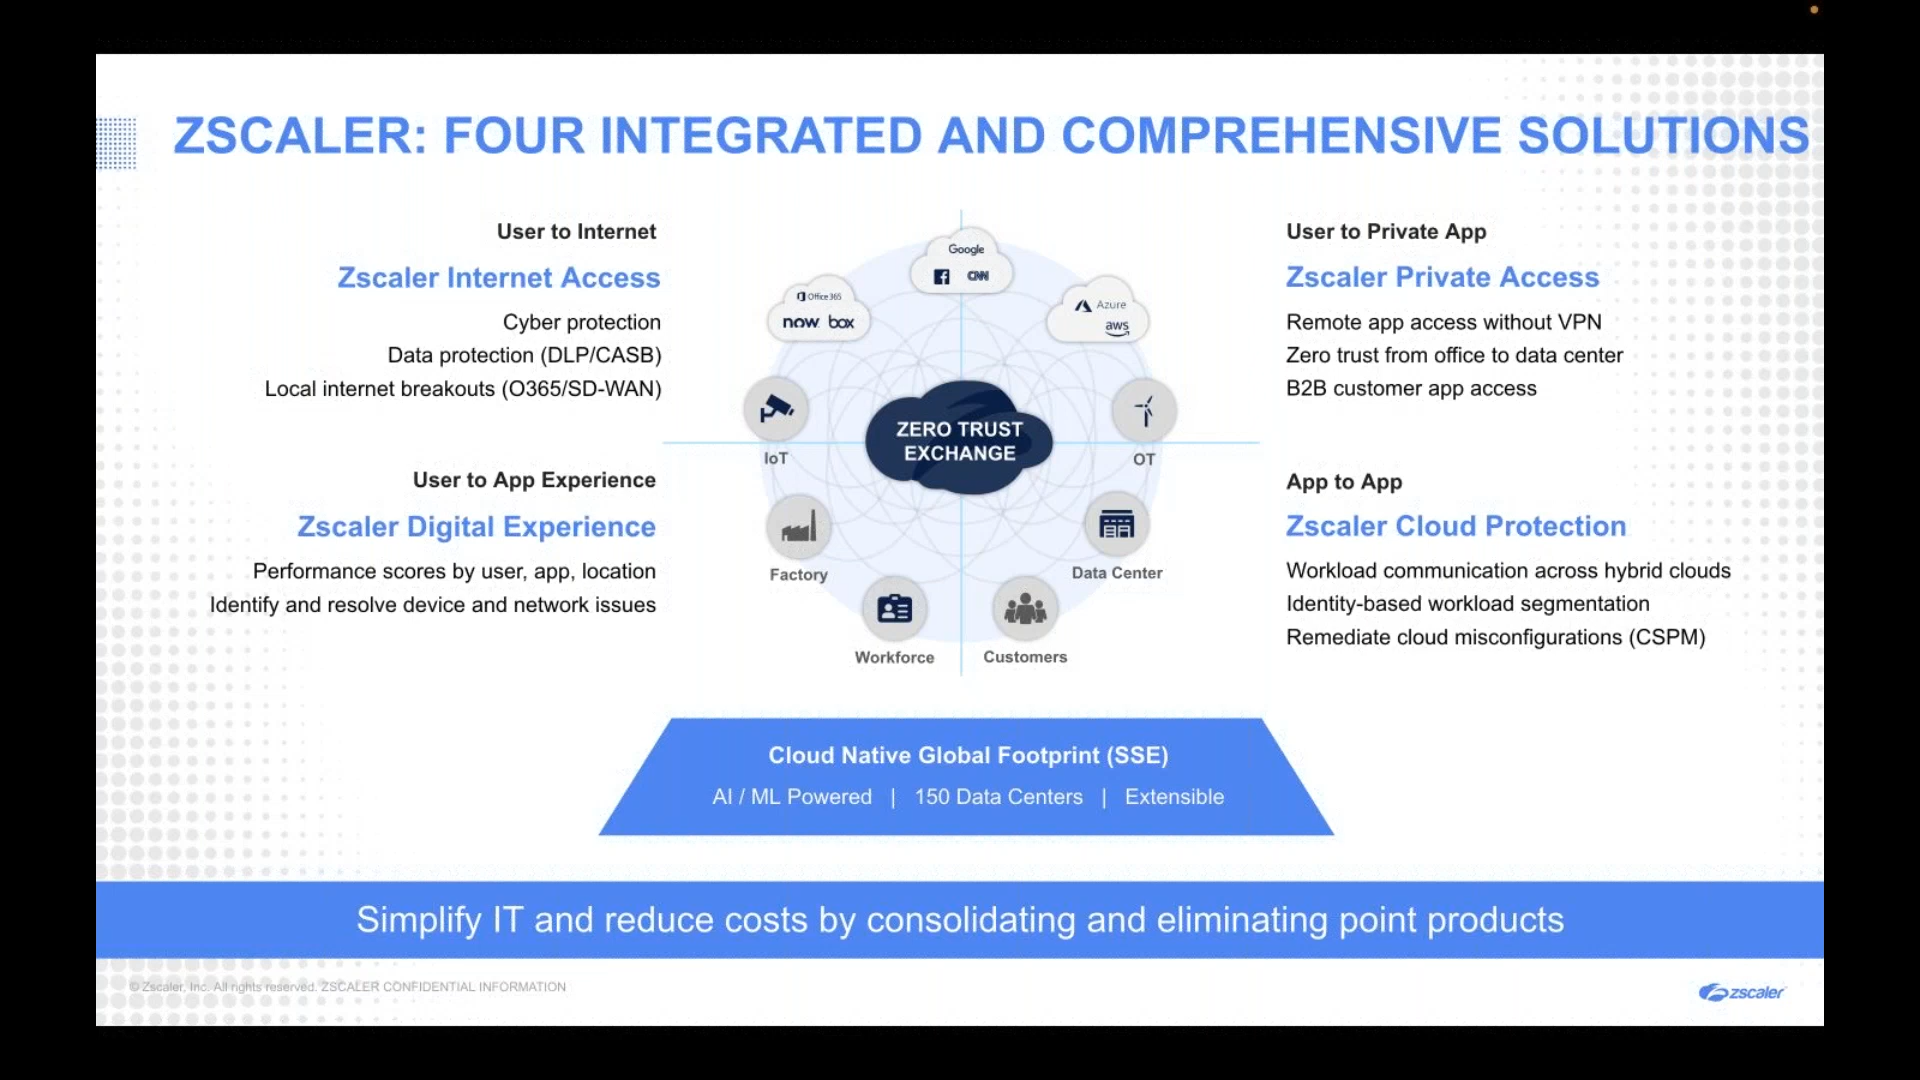 ZSCALER: FOUR INTEGRATED AND COMPREHENSIVE SOLUTIONS
User to Internet
Zscaler Internet Access
Cyber protection
Data protection (DLP/CASB)
Local internet breakouts (O365/SD-WAN)
User to App Experience
Zscaler Digital Experience
Performance scores by user, app, location
Identify and resolve device and network issues
Google
CNN
Office 365
now box
Azure
aws
ZERO TRUST
EXCHANGE
IoT
OT
Factory
Data Center
Workforce
Customers
User to Private App
Zscaler Private Access
Remote app access without VPN
Zero trust from office to data center
B2B customer app access
App to App
Zscaler Cloud Protection
Workload communication across hybrid clouds
Identity-based workload segmentation
Remediate cloud misconfigurations (CSPM)
Cloud Native Global Footprint (SSE)
AI / ML Powered | 150 Data Centers | Extensible
Simplify IT and reduce costs by consolidating and eliminating point products
© Zscaler, Inc. All rights reserved. ZSCALER CONFIDENTIAL INFORMATION
zscaler